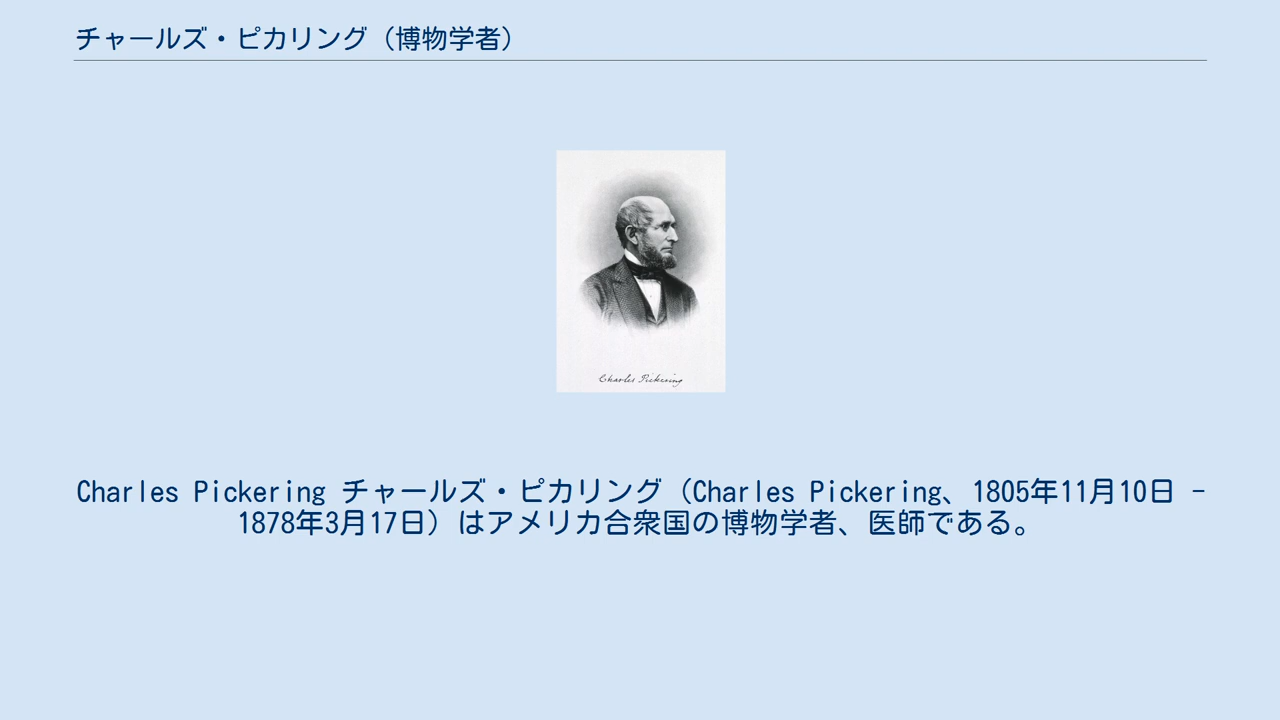 チャールズ・ピカリング（博物学者）
Charles Pickering
Charles Pickering チャールズ・ピカリング（Charles Pickering、1805年11月10日 -
1878年3月17日）はアメリカ合衆国の博物学者、医師である。